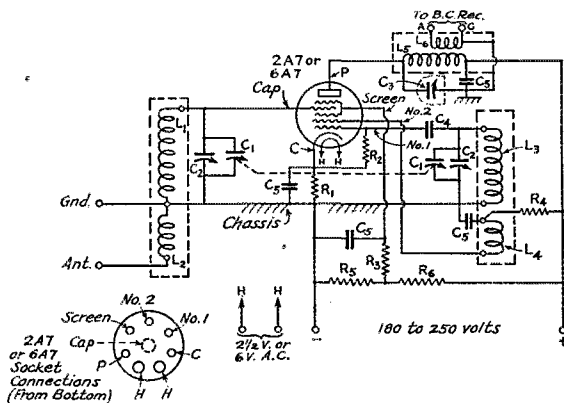 To B.C. Rec.
A G
L6
L5
2A7 or
6A7
P
C3
C5
Cap
Screen
No. 2
C4
L1
C
H H
R2
No. 1
C2
C1
C1
C2
L3
C5
R1
Gnd.
Chassis
C5
R4
C5
R3
L4
Ant.
L2
R5
R6
No. 2
Screen
No. 1
H H
Cap
2A7
or 6A7
Socket
Connections
(From Bottom)
P
C
H H
2½ V. or
6V. A.C.
- +
180 to 250 volts